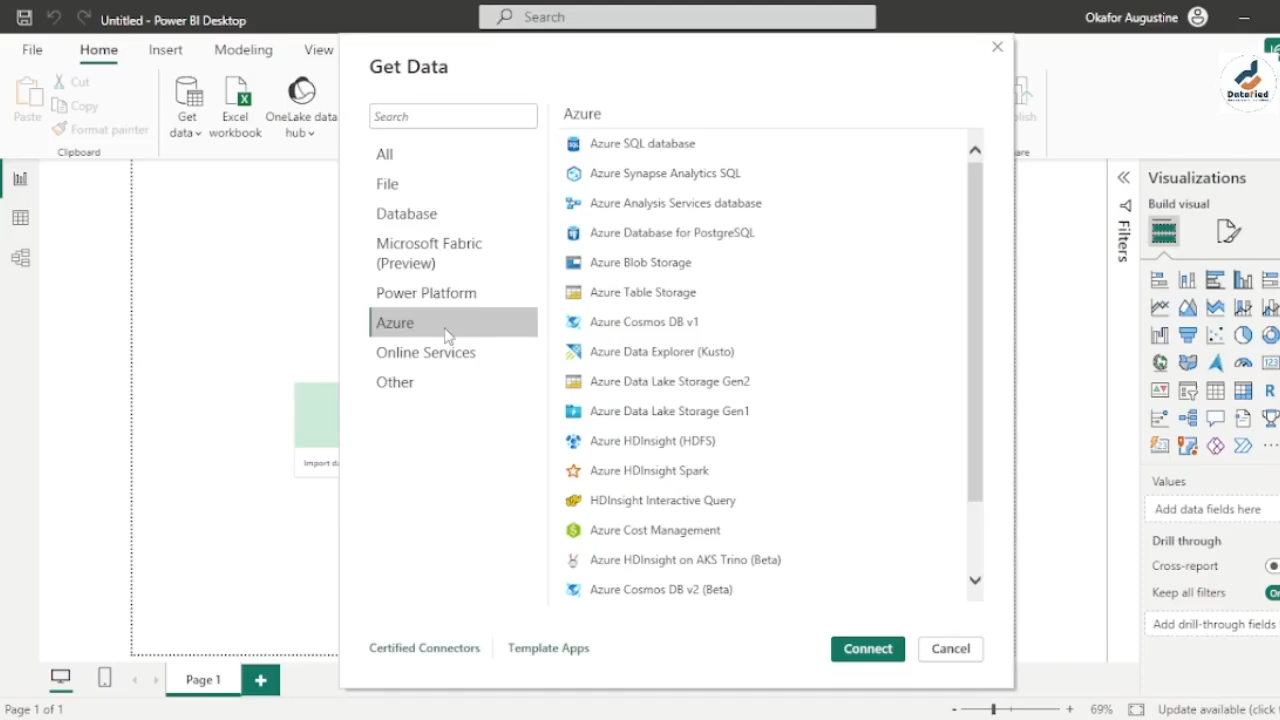 Untitled - Power BI Desktop
Search
Okafor Augustine
File
Home
Insert
Modeling
View
Paste
Cut
Copy
Format painter
Clipboard
Get data
Excel workbook
OneLake data hub
Datafied
Get Data
Search
All
File
Database
Microsoft Fabric
(Preview)
Power Platform
Azure
Online Services
Other
Azure
Azure SQL database
Azure Synapse Analytics SQL
Azure Analysis Services database
Azure Database for PostgreSQL
Azure Blob Storage
Azure Table Storage
Azure Cosmos DB v1
Azure Data Explorer (Kusto)
Azure Data Lake Storage Gen2
Azure Data Lake Storage Gen1
Azure HDInsight (HDFS)
Azure HDInsight Spark
HDInsight Interactive Query
Azure Cost Management
Azure HDInsight on AKS Trino (Beta)
Azure Cosmos DB v2 (Beta)
Certified Connectors
Template Apps
Connect
Cancel
Import da
Filters
Visualizations
Build visual
123
R
Values
Add data fields here
Drill through
Cross-report
Keep all filters
On
Add drill-through fields
Page 1
Page 1 of 1
- + 69%
Update available (click